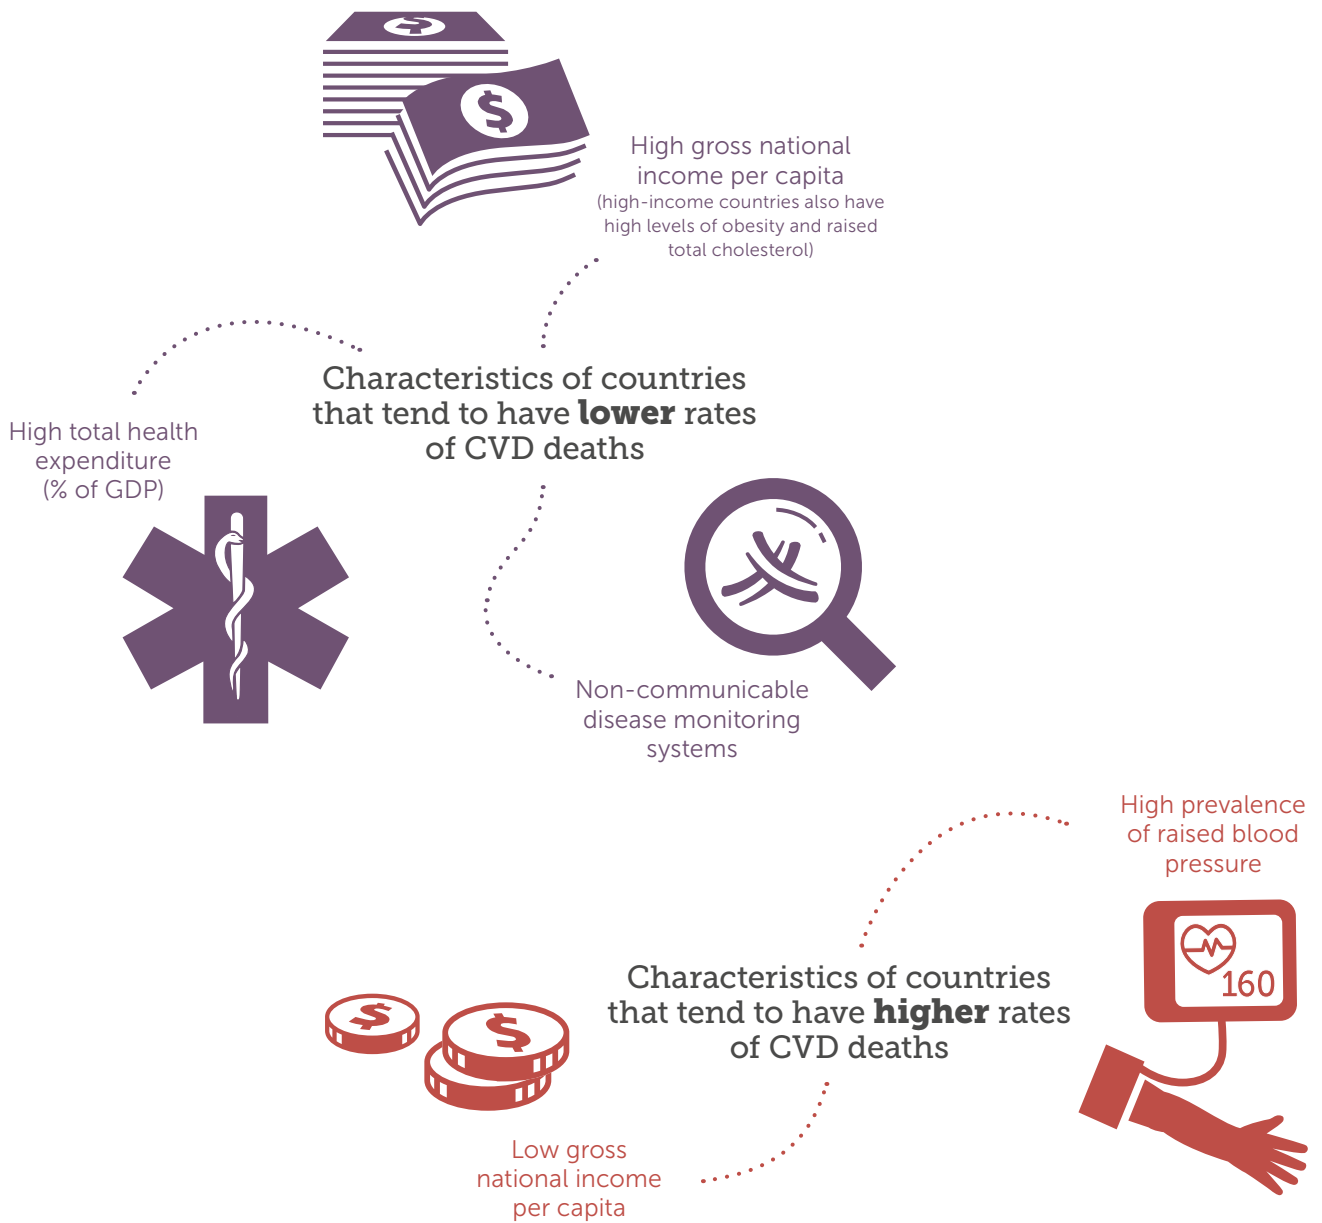 High gross national
income per capita
(high-income countries also have
high levels of obesity and raised
total cholesterol)
Characteristics of countries
that tend to have lower rates
of CVD deaths
High total health
expenditure
(% of GDP)
Non-communicable
disease monitoring
systems
High prevalence
of raised blood
pressure
160
Characteristics of countries
that tend to have higher rates
of CVD deaths
Low gross
national income
per capita